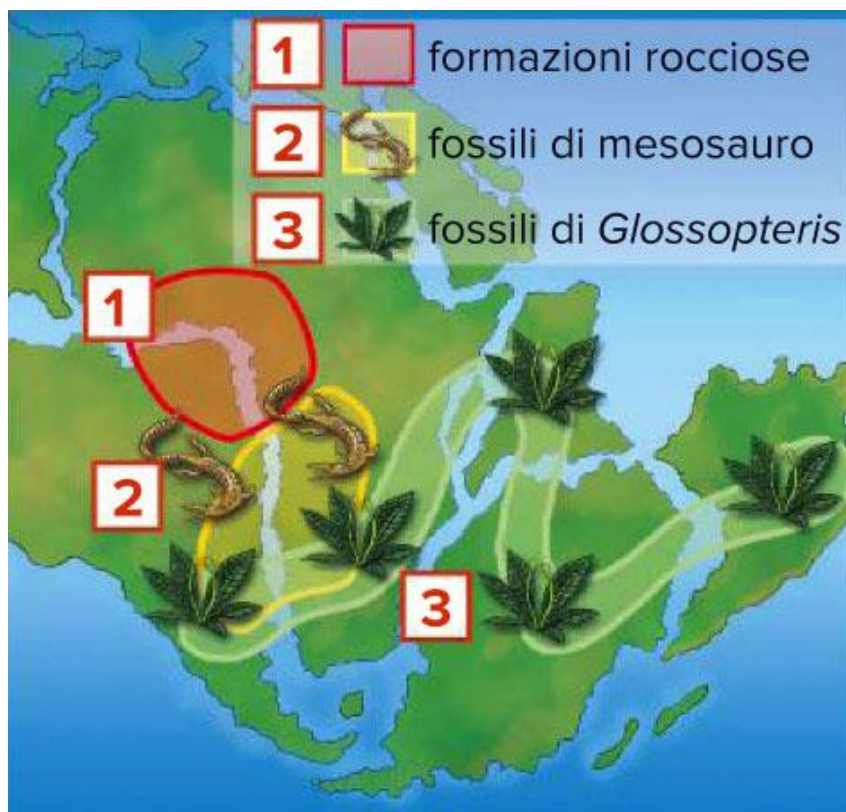 1 formazioni rocciose
2 fossili di mesosauro
3 fossili di Glossopteris
1
2
3